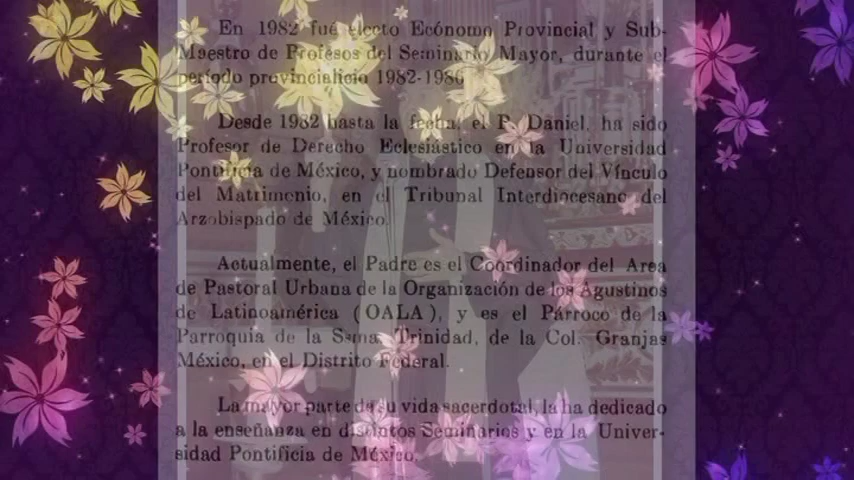 En 1982 fué electo Ecónomo Provincial y Sub-
Maestro de Profesos del Seminario Mayor, durante el
período provincialicio 1982-1986
Desde 1982 hasta la fecha, el P. Daniel, ha sido
Profesor de Derecho Eclesiástico en la Universidad
Pontificia de México, y nombrado Defensor del Vínculo
del Matrimonio, en el Tribunal Interdiocesano del
Arzobispado de México.
Actualmente, el Padre es el Coordinador del Area
de Pastoral Urbana de la Organización de los Agustinos
de Latinoamérica (OALA), y es el Párroco de la
Parroquia de la Sma. Trinidad, de la Col. Granjas
México, en el Distrito Federal.
La mayor parte de su vida sacerdotal, la ha dedicado
a la enseñanza en distintos Seminarios y en la Univer-
sidad Pontificia de México.